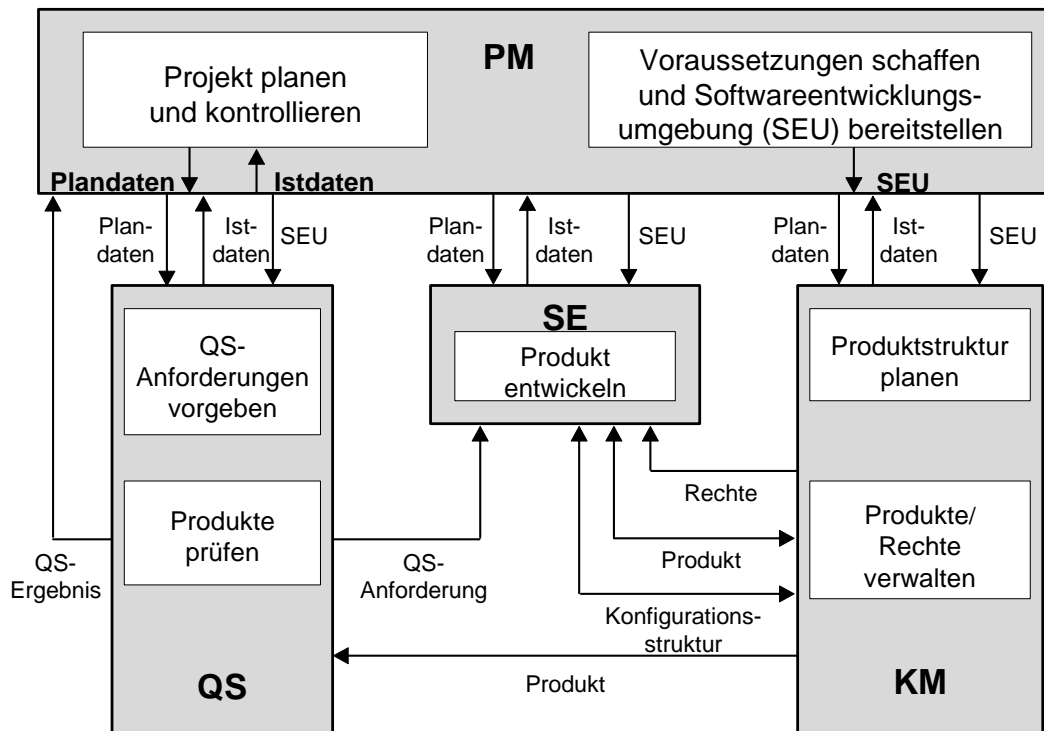 PM
Projekt planen
und kontrollieren
Voraussetzungen schaffen
und Softwareentwicklungs-
umgebung (SEU) bereitstellen
Plandaten
Istdaten
SEU
Plan-
daten
Ist-
daten
SEU
Plan-
daten
Ist-
daten
SEU
Plan-
daten
Ist-
daten
SEU
QS-
Anforderungen
vorgeben
SE
Produkt
entwickeln
Produktstruktur
planen
Produkte
prüfen
Rechte
Produkte/
Rechte
verwalten
QS-
Ergebnis
QS-
Anforderung
Produkt
Konfigurations-
struktur
QS
Produkt
KM